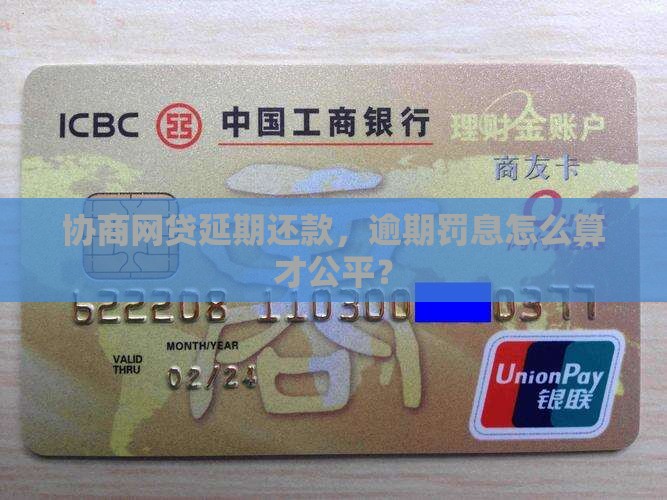 ICBC 中国工商银行 理财金账户
商友卡
协商网贷延期还款，逾期罚息怎么算
才公平？
622208 110300 0377
MONTH/YEAR
VALID
THRU
02/24
UnionPay
银联